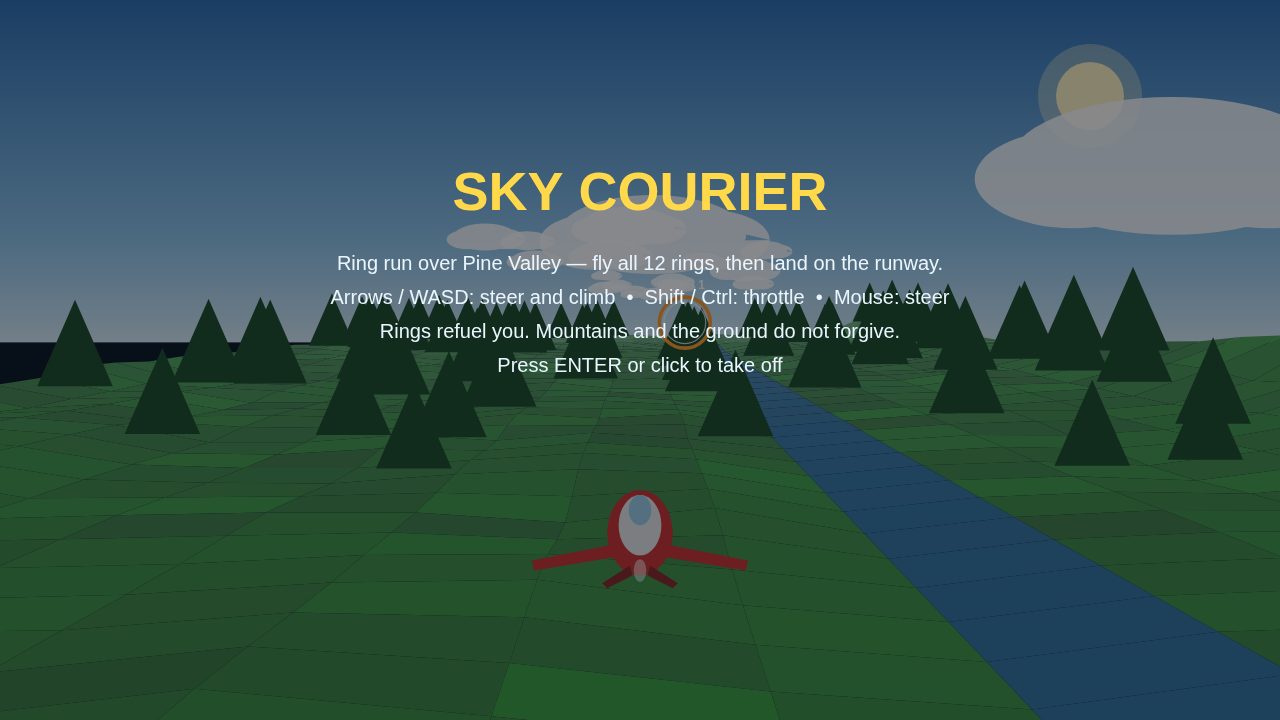 SKY COURIER
Ring run over Pine Valley — fly all 12 rings, then land on the runway.
Arrows / WASD: steer and climb • Shift / Ctrl: throttle • Mouse: steer
Rings refuel you. Mountains and the ground do not forgive.
Press ENTER or click to take off
1